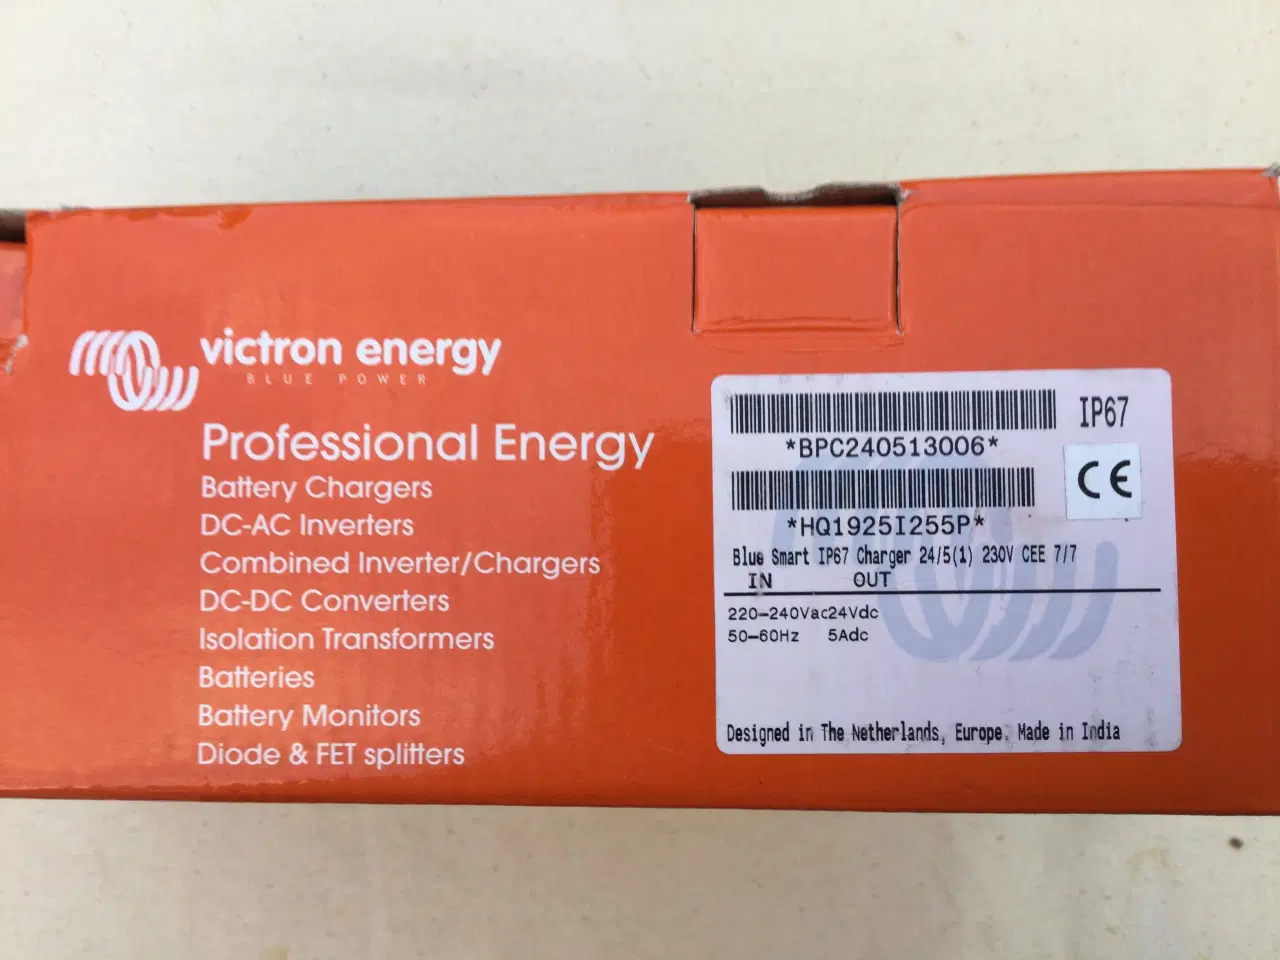 victron energy
BLUE POWER
Professional Energy
Battery Chargers
DC-AC Inverters
Combined Inverter/Chargers
DC-DC Converters
Isolation Transformers
Batteries
Battery Monitors
Diode & FET splitters
IP67
*BPC240513006*
CE
*HQ1925I255P*
Blue Smart IP67 Charger 24/5(1) 230V CEE 7/7
IN OUT
220-240Vac24Vdc
50-60Hz 5Adc
Designed in The Netherlands, Europe. Made in India